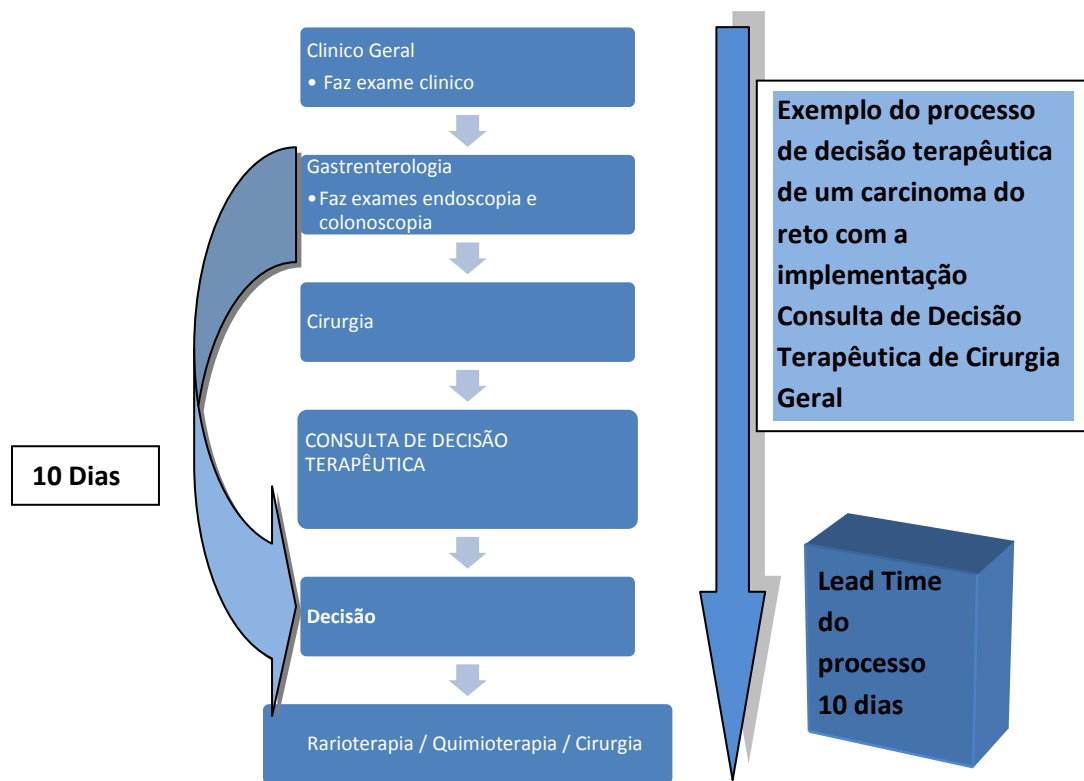 Clinico Geral
• Faz exame clinico
Gastrenterologia
• Faz exames endoscopia e
colonoscopia
Cirurgia
CONSULTA DE DECISÃO
TERAPÊUTICA
Decisão
Rarioterapia / Quimioterapia / Cirurgia
10 Dias
Exemplo do processo
de decisão terapêutica
de um carcinoma do
reto com a
implementação
Consulta de Decisão
Terapêutica de Cirurgia
Geral
Lead Time
do
processo
10 dias